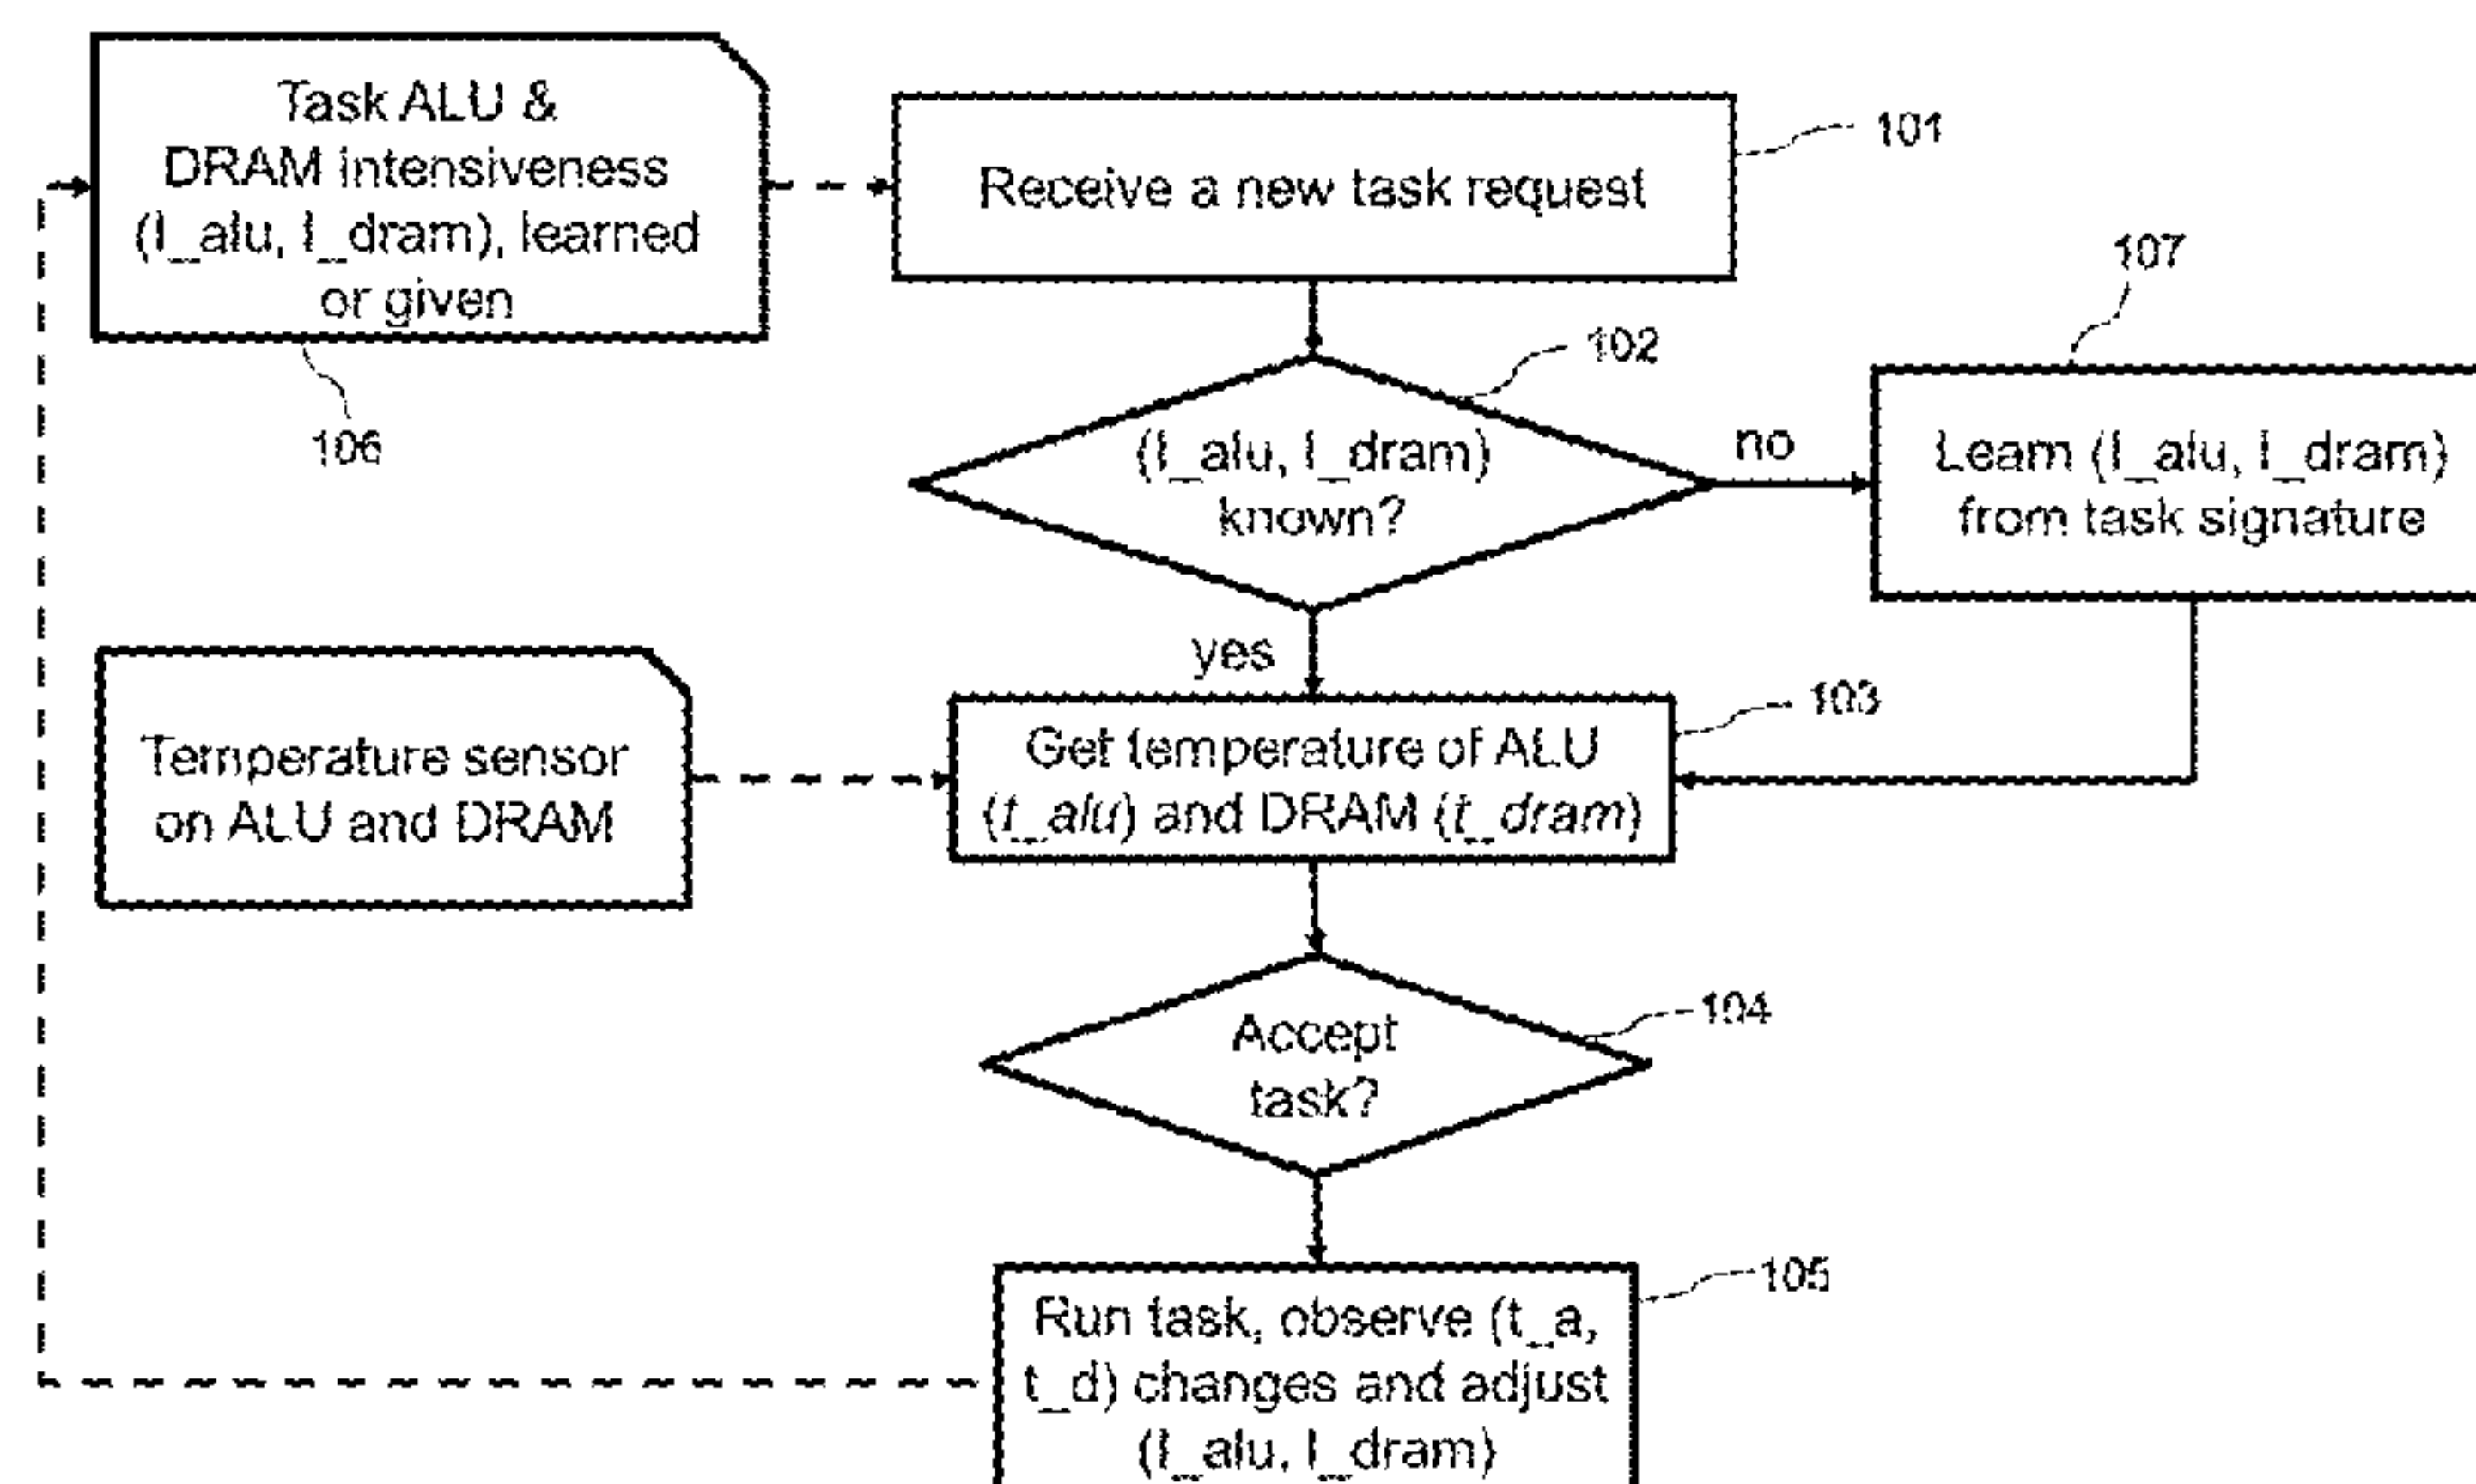 Task ALU &
DRAM intensiveness
(I_alu, I_dram), learned
or given
106
Receive a new task request
101
(I_alu, I_dram)
known?
102
no
107
Learn (I_alu, I_dram)
from task signature
yes
Temperature sensor
on ALU and DRAM
Get temperature of ALU
(t_alu) and DRAM (t_dram)
103
Accept
task?
104
Run task, observe (t_a,
t_d) changes and adjust
(I_alu, I_dram)
105